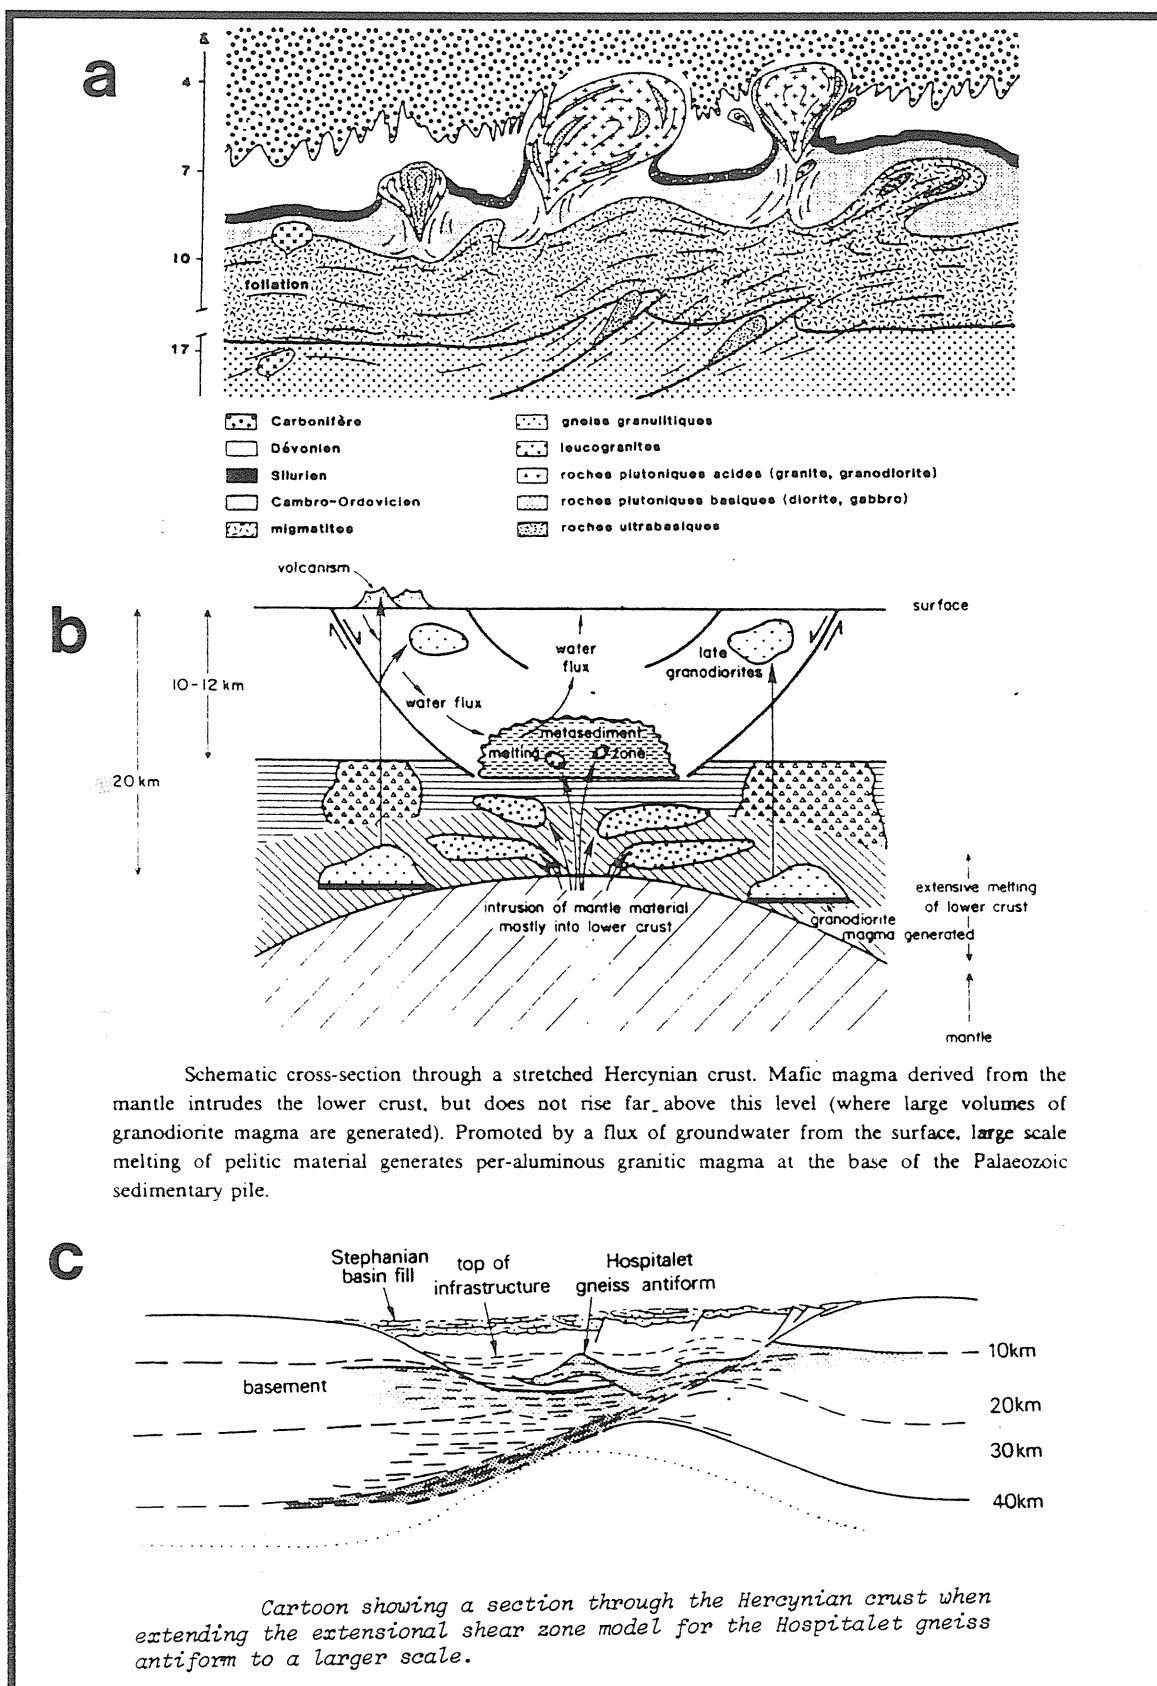 a
4
7
10
17
foliation
Carbonifère
Dévonien
Silurien
Cambro-Ordovicien
migmatites
gneiss granulitiques
leucogranites
roches plutoniques acides (granite, granodiorite)
roches plutoniques basiques (diorite, gabbro)
roches ultrabasiques
b
volcanism
surface
water
flux
late
granodiorites
10-12 km
water flux
metasediment
melting zone
20 km
extensive melting
of lower crust
intrusion of mantle material
mostly into lower crust
granodiorite
magma generated
mantle
Schematic cross-section through a stretched Hercynian crust. Mafic magma derived from the
mantle intrudes the lower crust, but does not rise far above this level (where large volumes of
granodiorite magma are generated). Promoted by a flux of groundwater from the surface, large scale
melting of pelitic material generates per-aluminous granitic magma at the base of the Palaeozoic
sedimentary pile.
c
Stephanian
basin fill
top of
infrastructure
Hospitalet
gneiss antiform
10km
basement
20km
30km
40km
Cartoon showing a section through the Hercynian crust when
extending the extensional shear zone model for the Hospitalet gneiss
antiform to a larger scale.